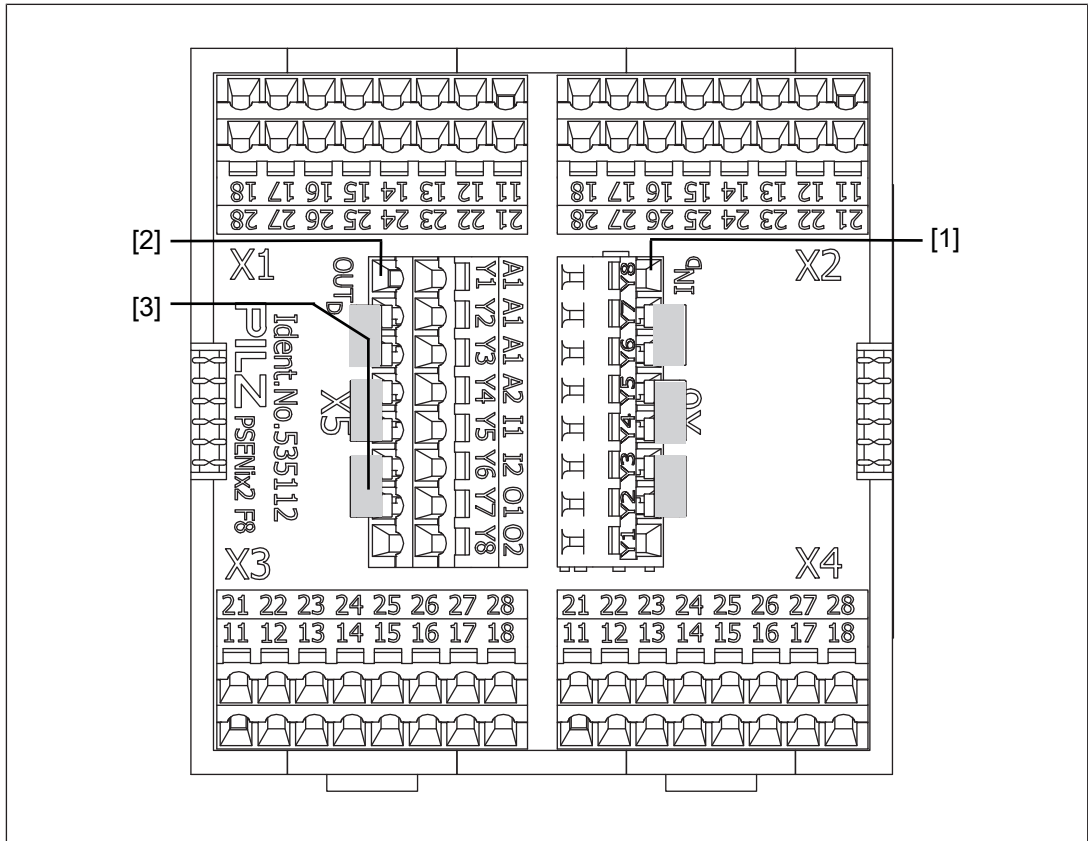 18 17 16 15 14 13 12 11
28 27 26 25 24 23 22 21
18 17 16 15 14 13 12 11
28 27 26 25 24 23 22 21
[2]
[1]
[3]
X1
X2
OUTD
IND
A1 A1 A1 A2 I1 I2 O1 O2
Y1 Y2 Y3 Y4 Y5 Y6 Y7 Y8
Y8 Y7 Y6 Y5 Y4 Y3 Y2 Y1
X5
Ident.No.535112
PILZ PSENix2 F8
X3
X4
21 22 23 24 25 26 27 28
11 12 13 14 15 16 17 18
21 22 23 24 25 26 27 28
11 12 13 14 15 16 17 18